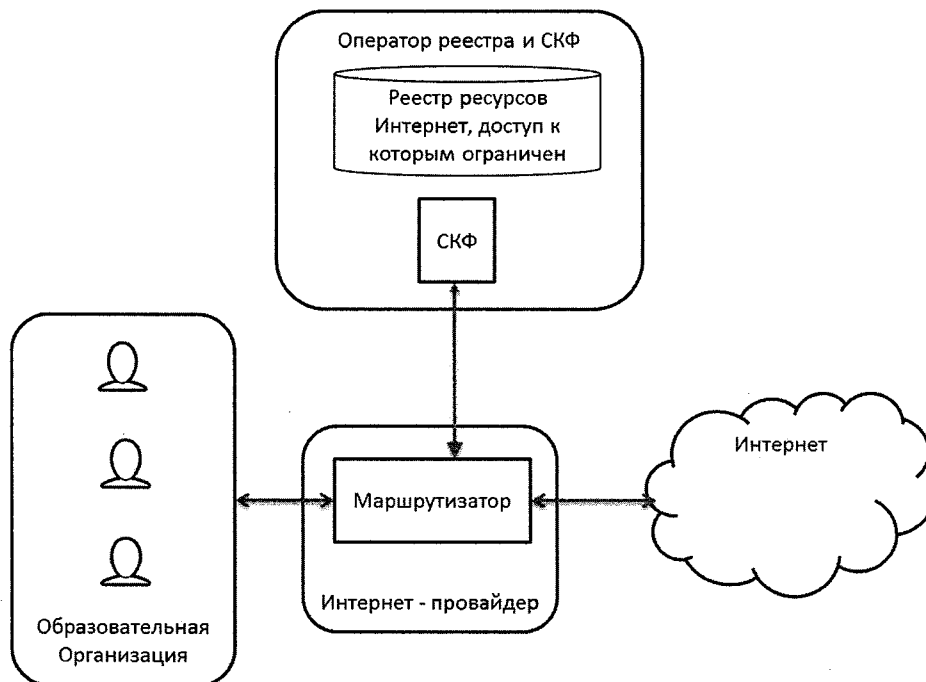 Оператор реестра и СКФ
Реестр ресурсов
Интернет, доступ к
которым ограничен
СКФ
Интернет
Маршрутизатор
Интернет - провайдер
Образовательная
Организация